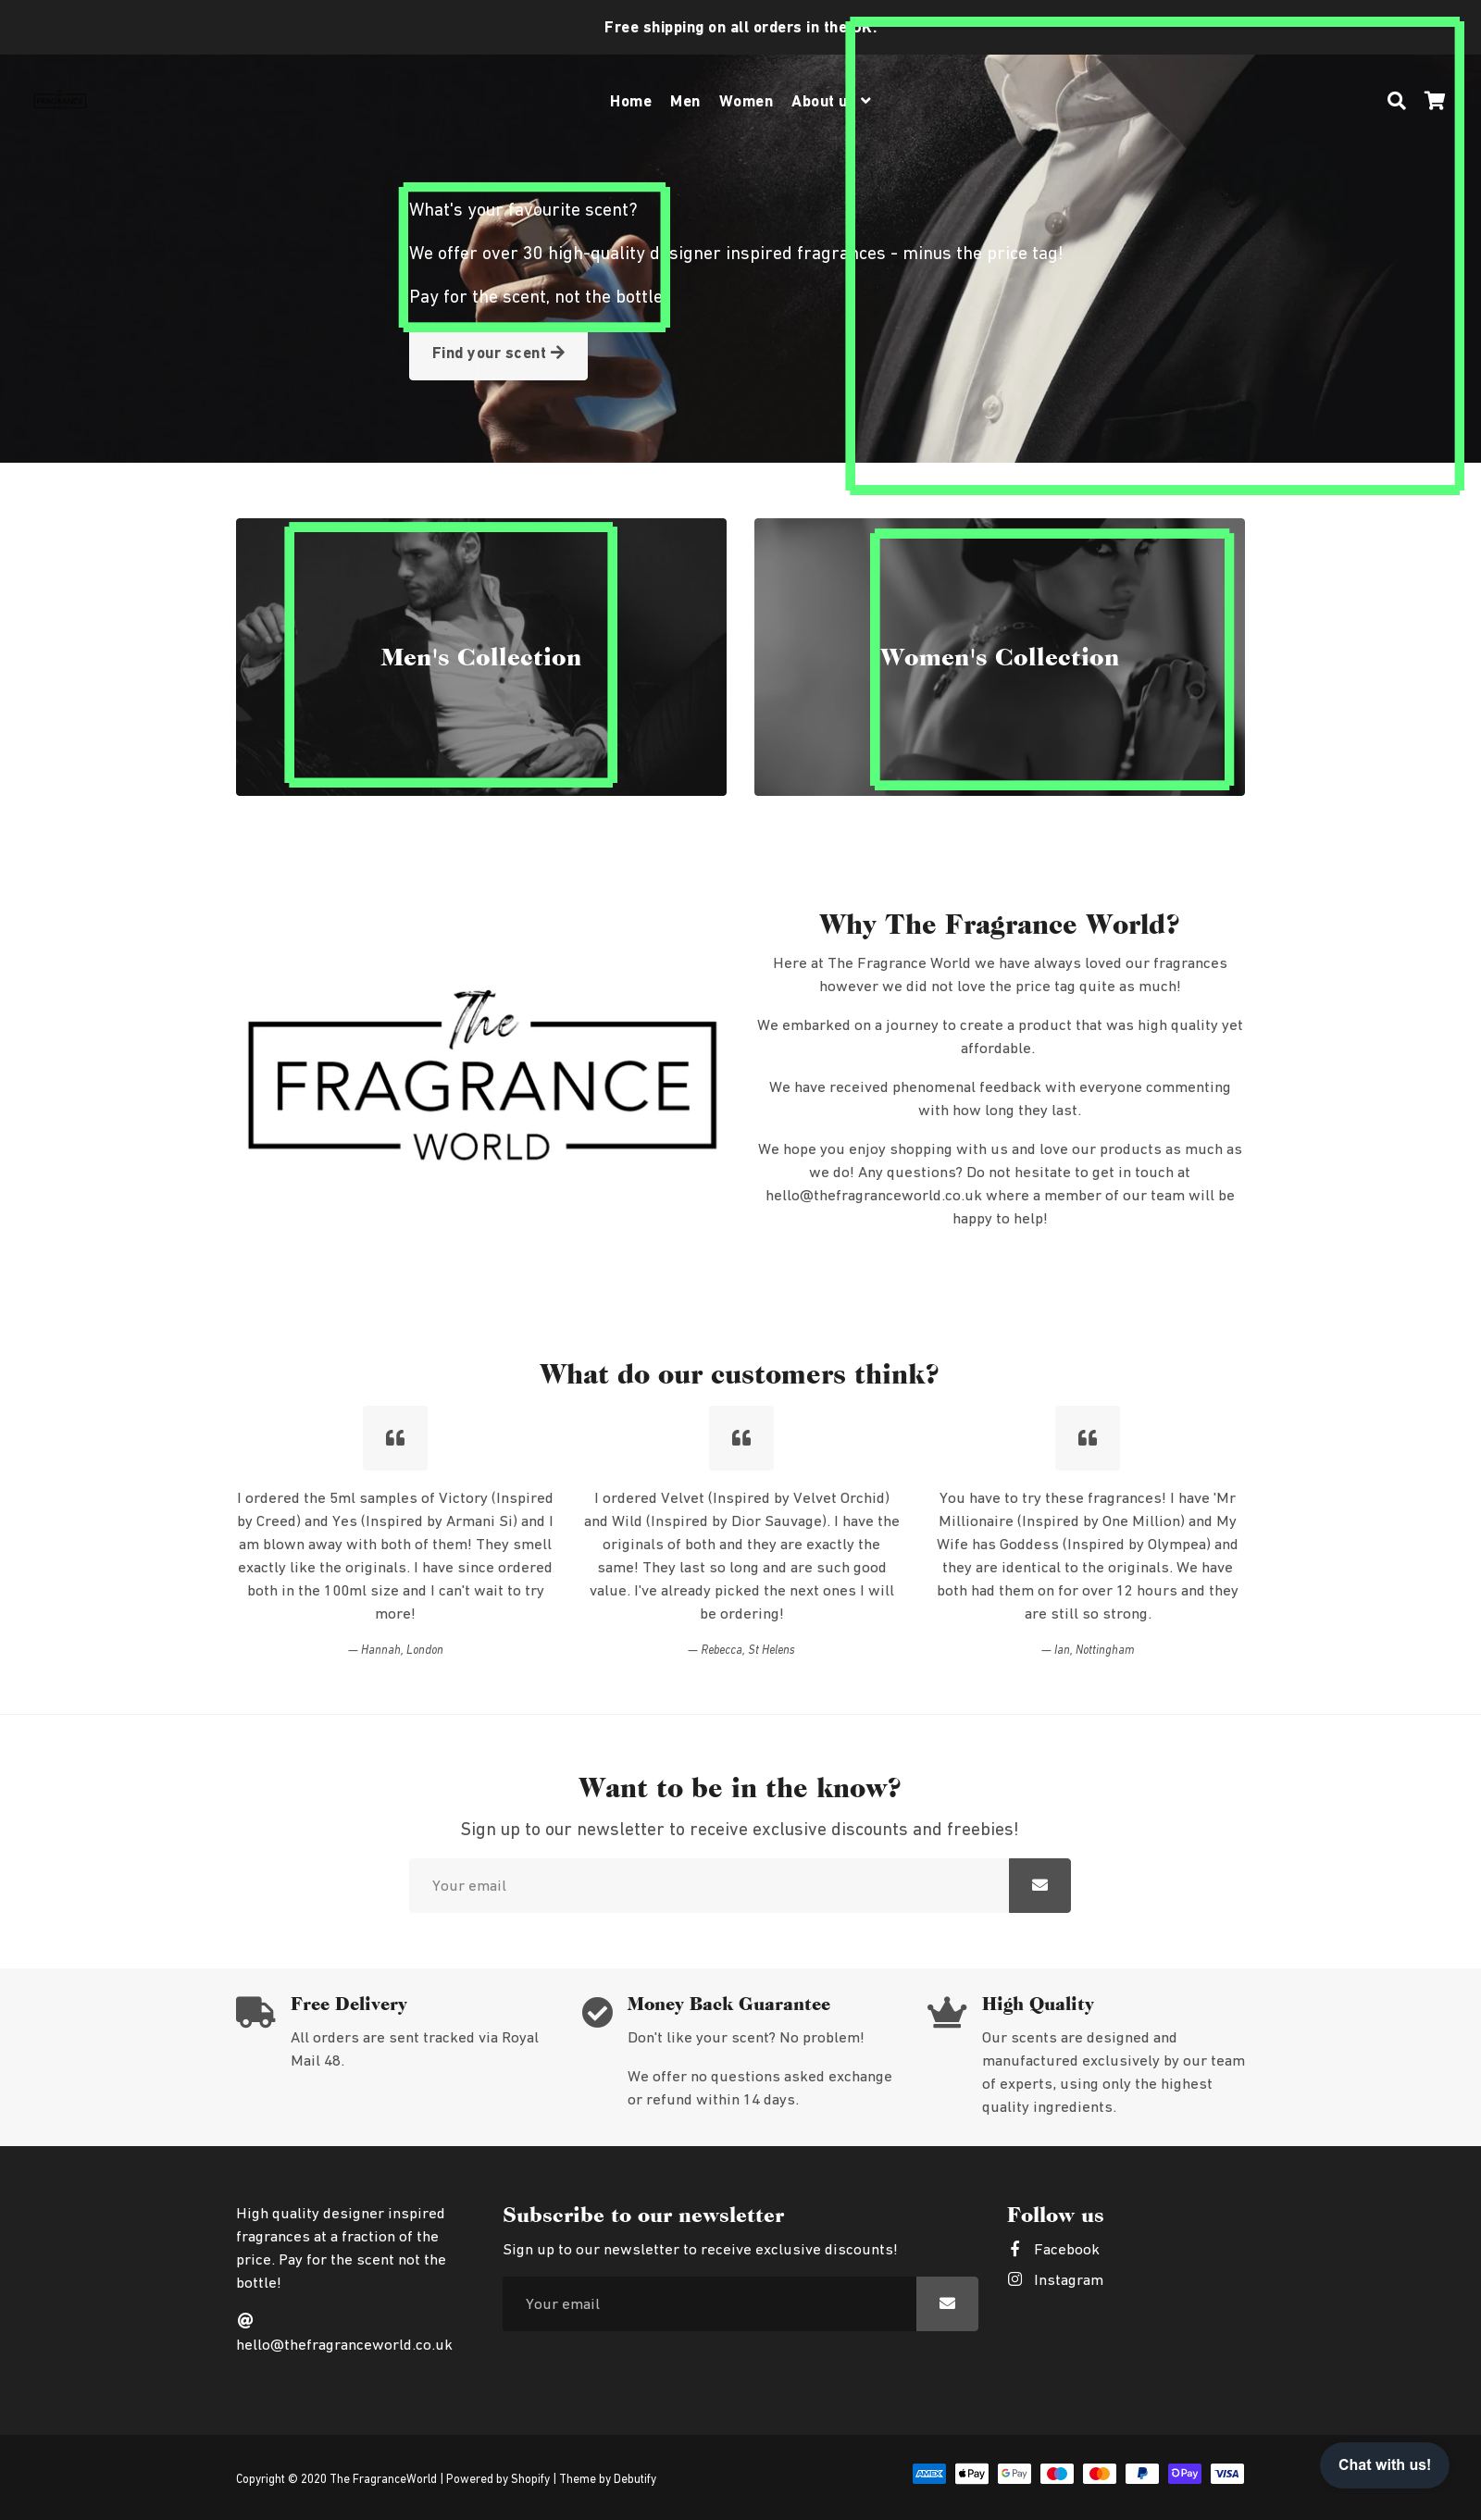 Free shipping on all orders in the UK.
FRAGRANCE
Home Men Women About us
What's your favourite scent?
We offer over 30 high-quality designer inspired fragrances - minus the price tag!
Pay for the scent, not the bottle
Find your scent
Men's Collection
Women's Collection
Why The Fragrance World?
Here at The Fragrance World we have always loved our fragrances
however we did not love the price tag quite as much!
We embarked on a journey to create a product that was high quality yet
affordable.
We have received phenomenal feedback with everyone commenting
with how long they last.
We hope you enjoy shopping with us and love our products as much as
we do! Any questions? Do not hesitate to get in touch at
hello@thefragranceworld.co.uk where a member of our team will be
happy to help!
The
FRAGRANCE
WORLD
What do our customers think?
I ordered the 5ml samples of Victory (Inspired
by Creed) and Yes (Inspired by Armani Si) and I
am blown away with both of them! They smell
exactly like the originals. I have since ordered
both in the 100ml size and I can't wait to try
more!
— Hannah, London
I ordered Velvet (Inspired by Velvet Orchid)
and Wild (Inspired by Dior Sauvage). I have the
originals of both and they are exactly the
same! They last so long and are such good
value. I've already picked the next ones I will
be ordering!
— Rebecca, St Helens
You have to try these fragrances! I have 'Mr
Millionaire (Inspired by One Million) and My
Wife has Goddess (Inspired by Olympea) and
they are identical to the originals. We have
both had them on for over 12 hours and they
are still so strong.
— Ian, Nottingham
Want to be in the know?
Sign up to our newsletter to receive exclusive discounts and freebies!
Your email
Free Delivery
All orders are sent tracked via Royal
Mail 48.
Money Back Guarantee
Don't like your scent? No problem!
We offer no questions asked exchange
or refund within 14 days.
High Quality
Our scents are designed and
manufactured exclusively by our team
of experts, using only the highest
quality ingredients.
High quality designer inspired
fragrances at a fraction of the
price. Pay for the scent not the
bottle!
@
hello@thefragranceworld.co.uk
Subscribe to our newsletter
Sign up to our newsletter to receive exclusive discounts!
Your email
Follow us
Facebook
Instagram
Copyright © 2020 The FragranceWorld | Powered by Shopify | Theme by Debutify
AMEX Pay G Pay Pay VISA
Chat with us!